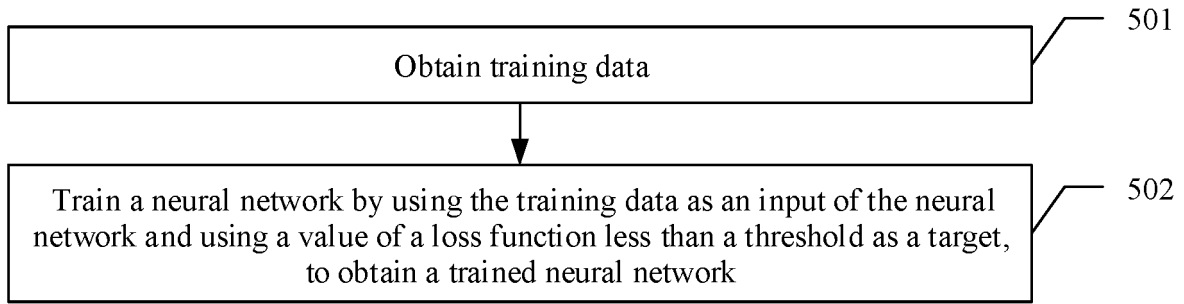 501
Obtain training data
502
Train a neural network by using the training data as an input of the neural
network and using a value of a loss function less than a threshold as a target,
to obtain a trained neural network